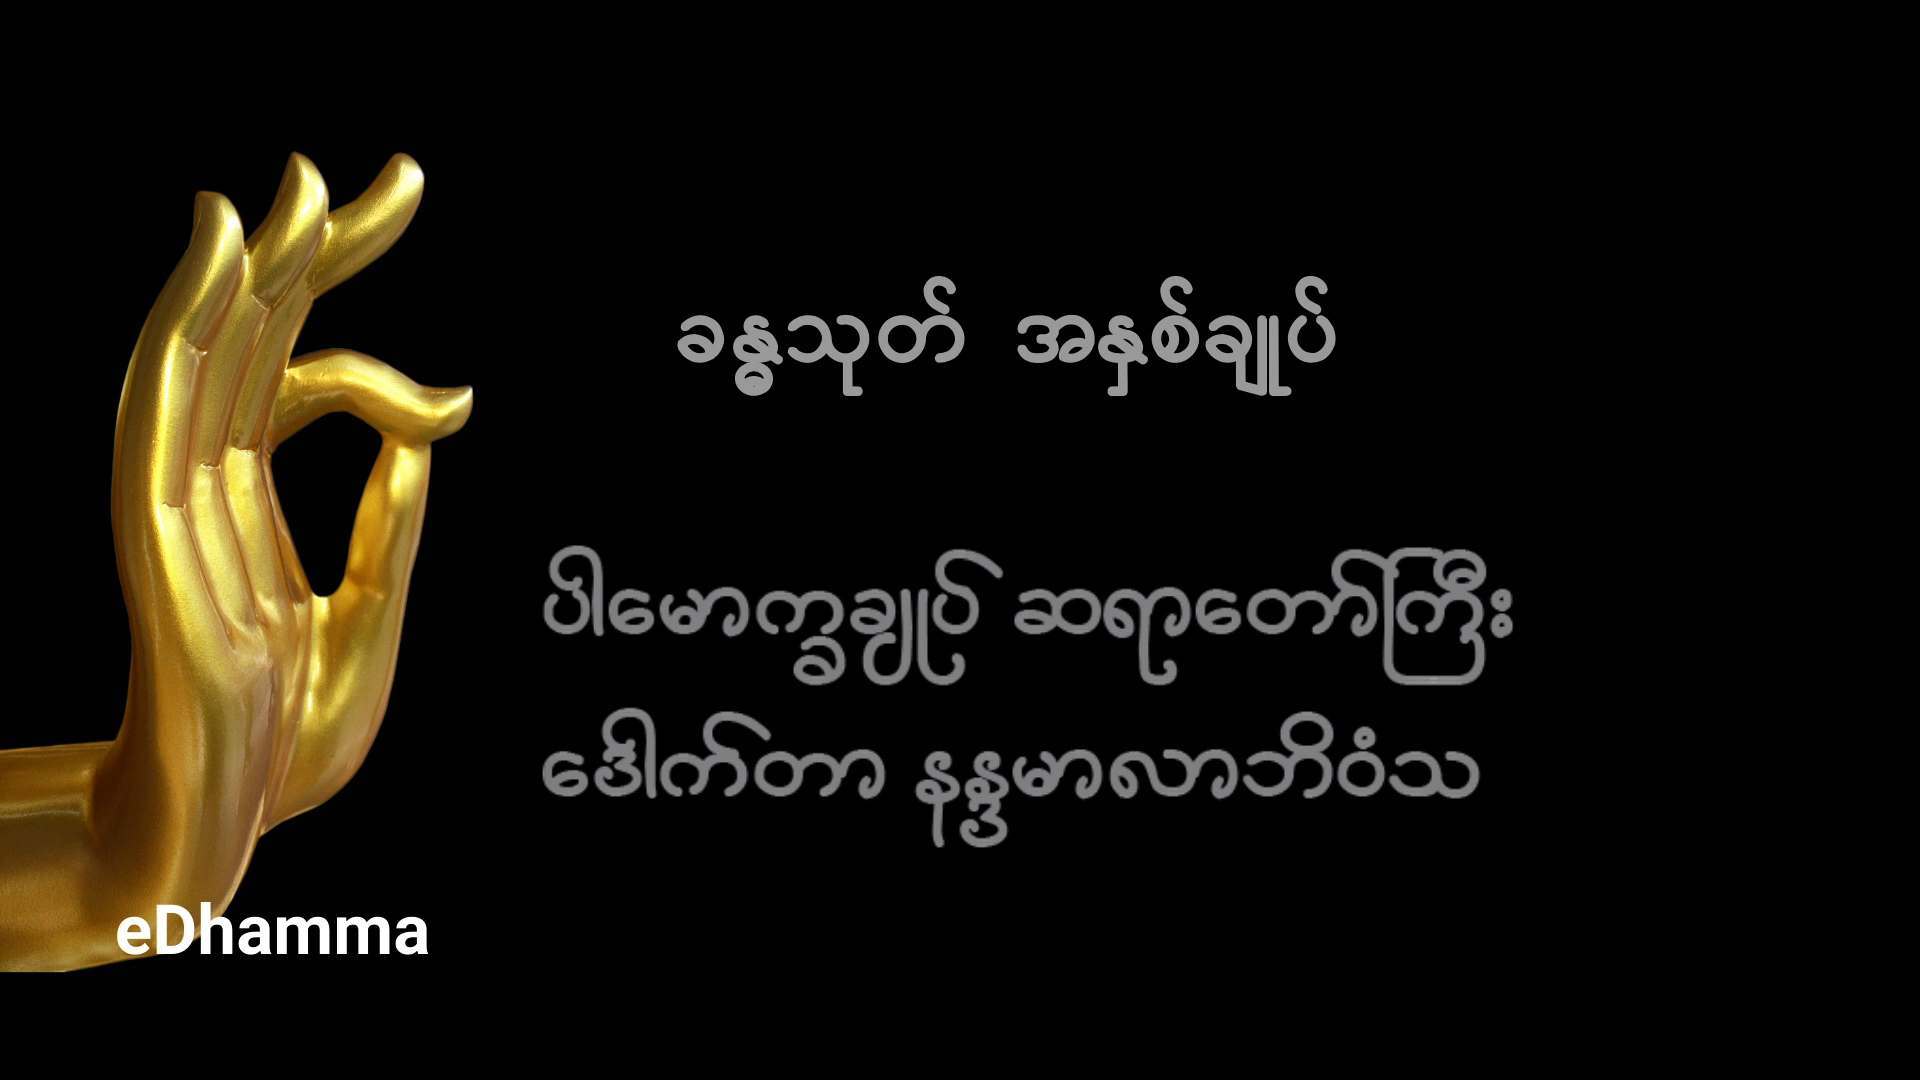 ခန္ဓသုတ် အနှစ်ချုပ်
ပါမောက္ခချုပ် ဆရာတော်ကြီး
ဒေါက်တာ နန္ဒမာလာဘိဝံသ
eDhamma